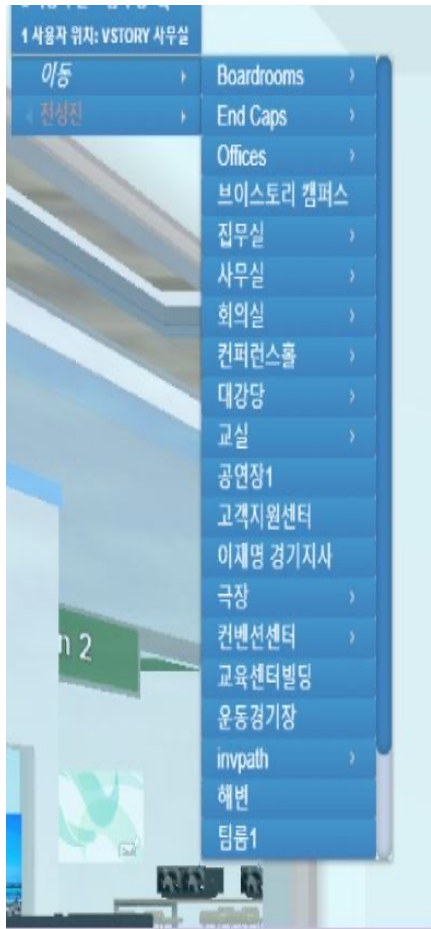 1 사용자 위치: VSTORY 사무실
이동
전성진
Boardrooms
End Caps
Offices
브이스토리 캠퍼스
집무실
사무실
회의실
컨퍼런스홀
대강당
교실
공연장1
고객지원센터
이재명 경기지사
극장
컨벤션센터
교육센터빌딩
운동경기장
invpath
해변
팀룸1
n 2